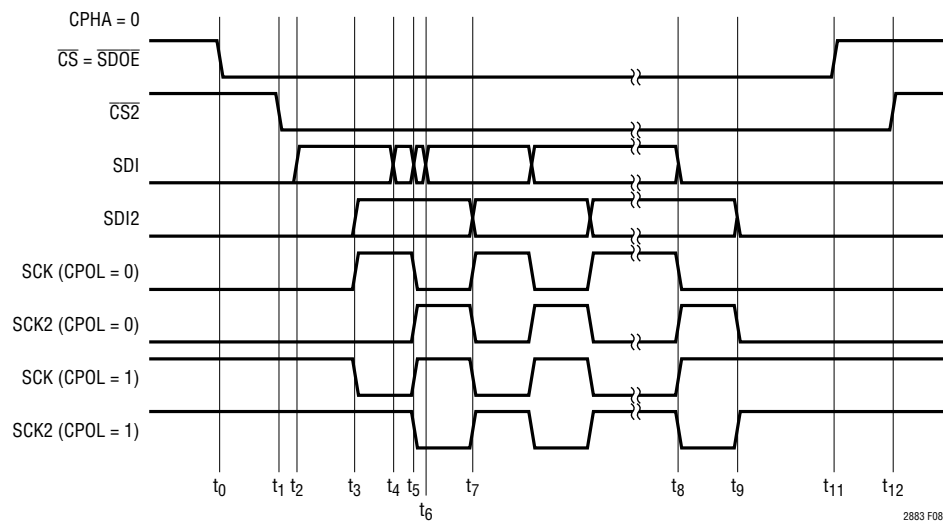 CPHA = 0
CS = SDOE
CS2
SDI
SDI2
SCK (CPOL = 0)
SCK2 (CPOL = 0)
SCK (CPOL = 1)
SCK2 (CPOL = 1)
t0 t1 t2 t3 t4 t5 t6 t7 t8 t9 t11 t12
2883 F08